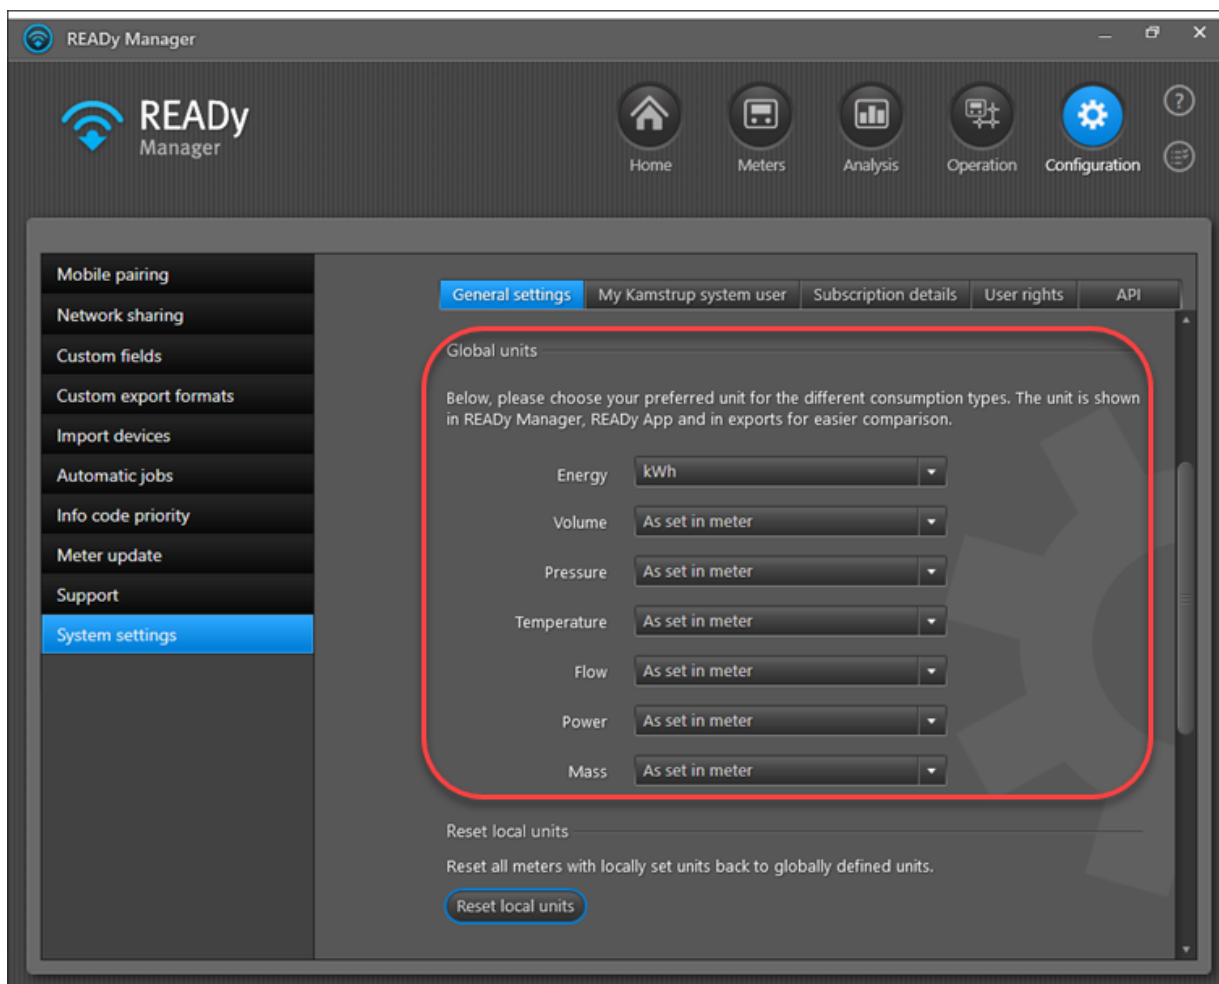 READy Manager
READy
Manager
Home
Meters
Analysis
Operation
Configuration
?
Mobile pairing
Network sharing
Custom fields
Custom export formats
Import devices
Automatic jobs
Info code priority
Meter update
Support
System settings
General settings
My Kamstrup system user
Subscription details
User rights
API
Global units
Below, please choose your preferred unit for the different consumption types. The unit is shown
in READy Manager, READy App and in exports for easier comparison.
Energy kWh
Volume As set in meter
Pressure As set in meter
Temperature As set in meter
Flow As set in meter
Power As set in meter
Mass As set in meter
Reset local units
Reset all meters with locally set units back to globally defined units.
Reset local units